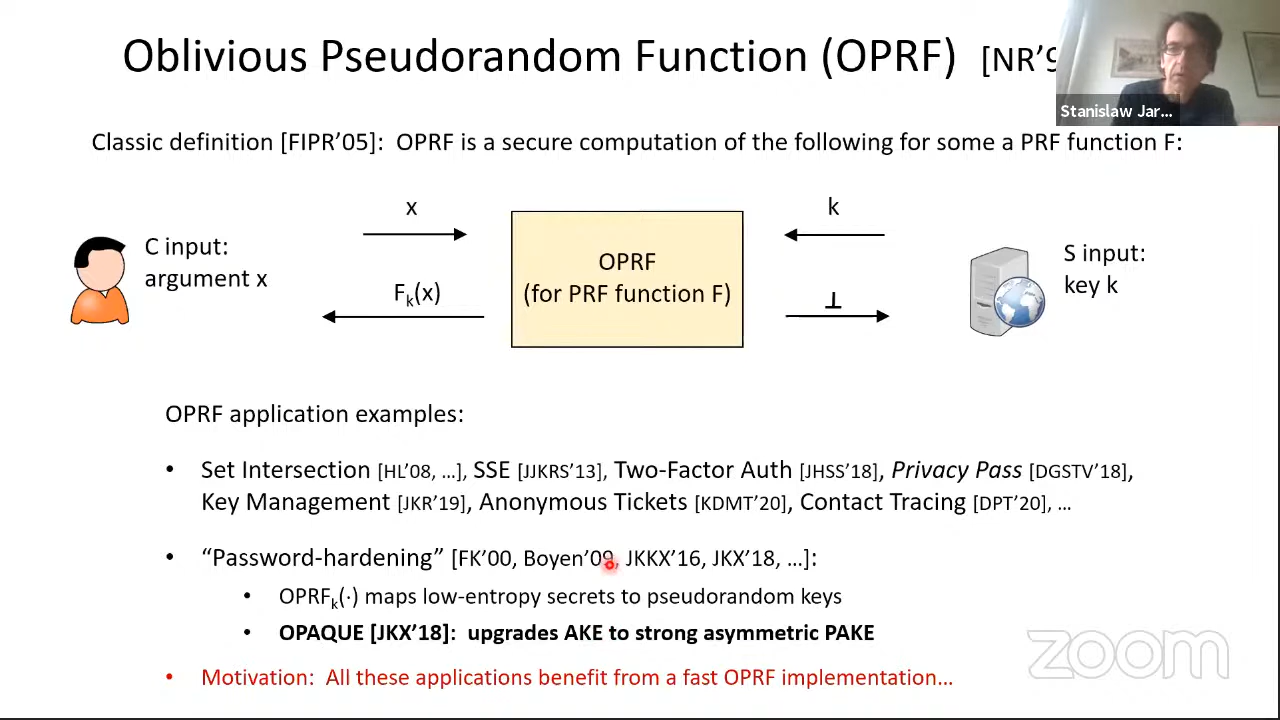 Oblivious Pseudorandom Function (OPRF) [NR'9
Stanislaw Jar...
Classic definition [FIPR'05]: OPRF is a secure computation of the following for some a PRF function F:
x
k
C input:
argument x
OPRF
(for PRF function F)
S input:
key k
Fk(x)
⊥
OPRF application examples:
• Set Intersection [HL'08, …], SSE [JJKRS'13], Two-Factor Auth [JHSS'18], Privacy Pass [DGSTV'18],
Key Management [JKR'19], Anonymous Tickets [KDMT'20], Contact Tracing [DPT'20], …
• “Password-hardening” [FK'00, Boyen'09, JKKX'16, JKX'18, …]:
• OPRFk(·) maps low-entropy secrets to pseudorandom keys
• OPAQUE [JKX'18]: upgrades AKE to strong asymmetric PAKE
• Motivation: All these applications benefit from a fast OPRF implementation…
zoom